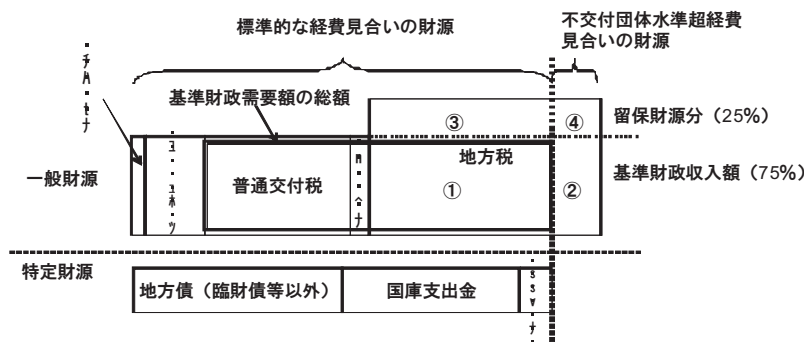 標準的な経費見合いの財源
不交付団体水準超経費
見合いの財源
基準財政需要額の総額
③
④
留保財源分（25%）
地方税
一般財源
普通交付税
①
②
基準財政収入額（75%）
特定財源
地方債（臨財債等以外）
国庫支出金